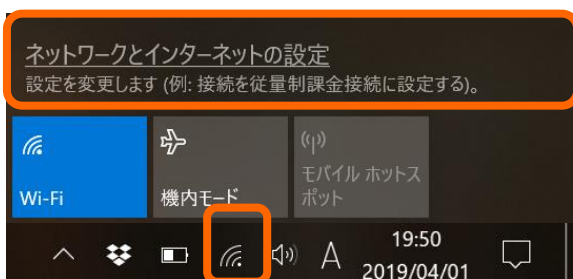 ネットワークとインターネットの設定
設定を変更します (例: 接続を従量制課金接続に設定する)。
Wi-Fi
機内モード
モバイル ホットス
ポット
A
19:50
2019/04/01